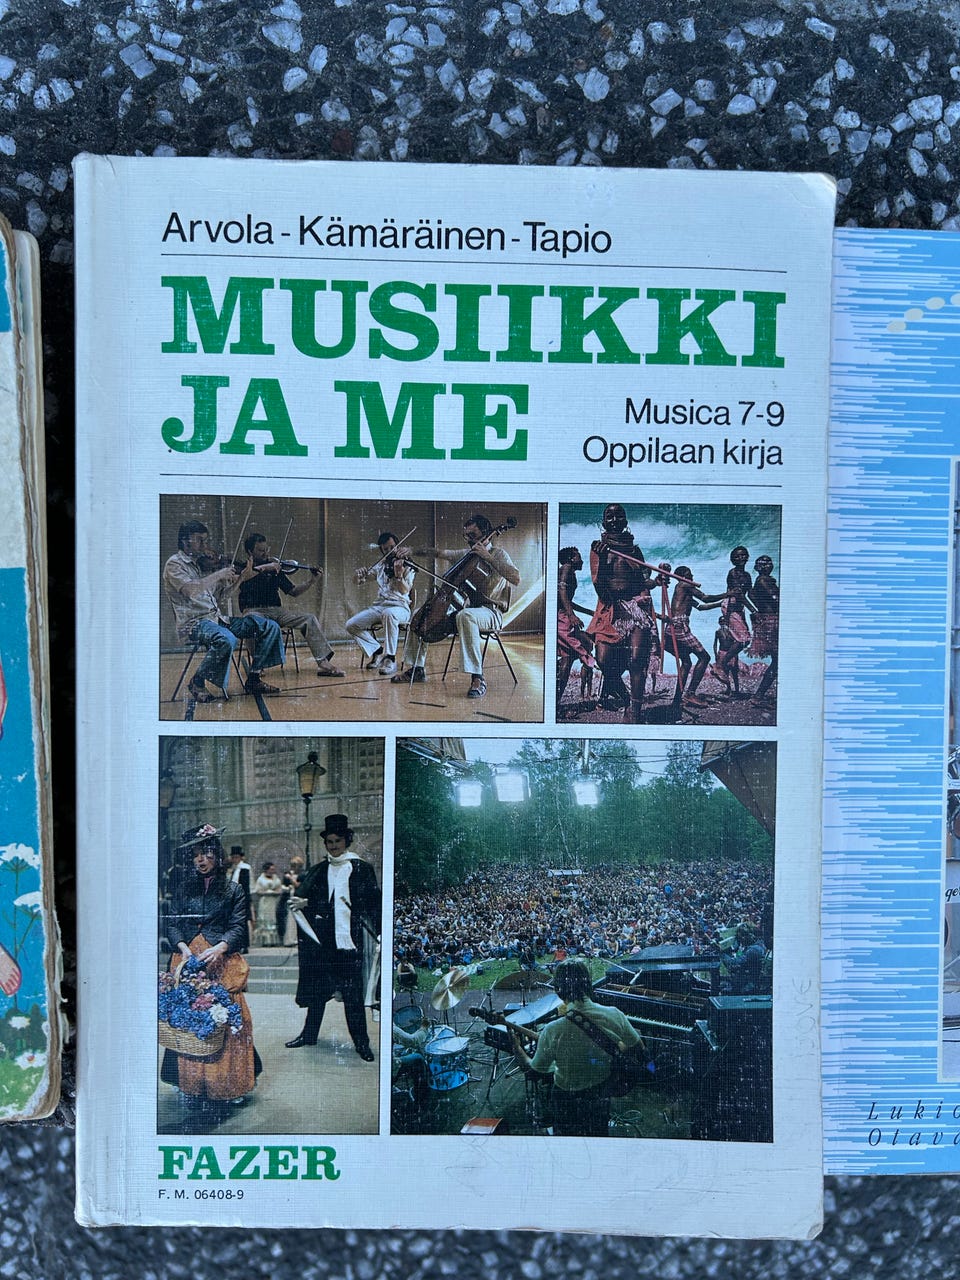 Arvola - Kämäräinen - Tapio
MUSIIKKI
JA ME
Musica 7-9
Oppilaan kirja
FAZER
F. M. 06408-9